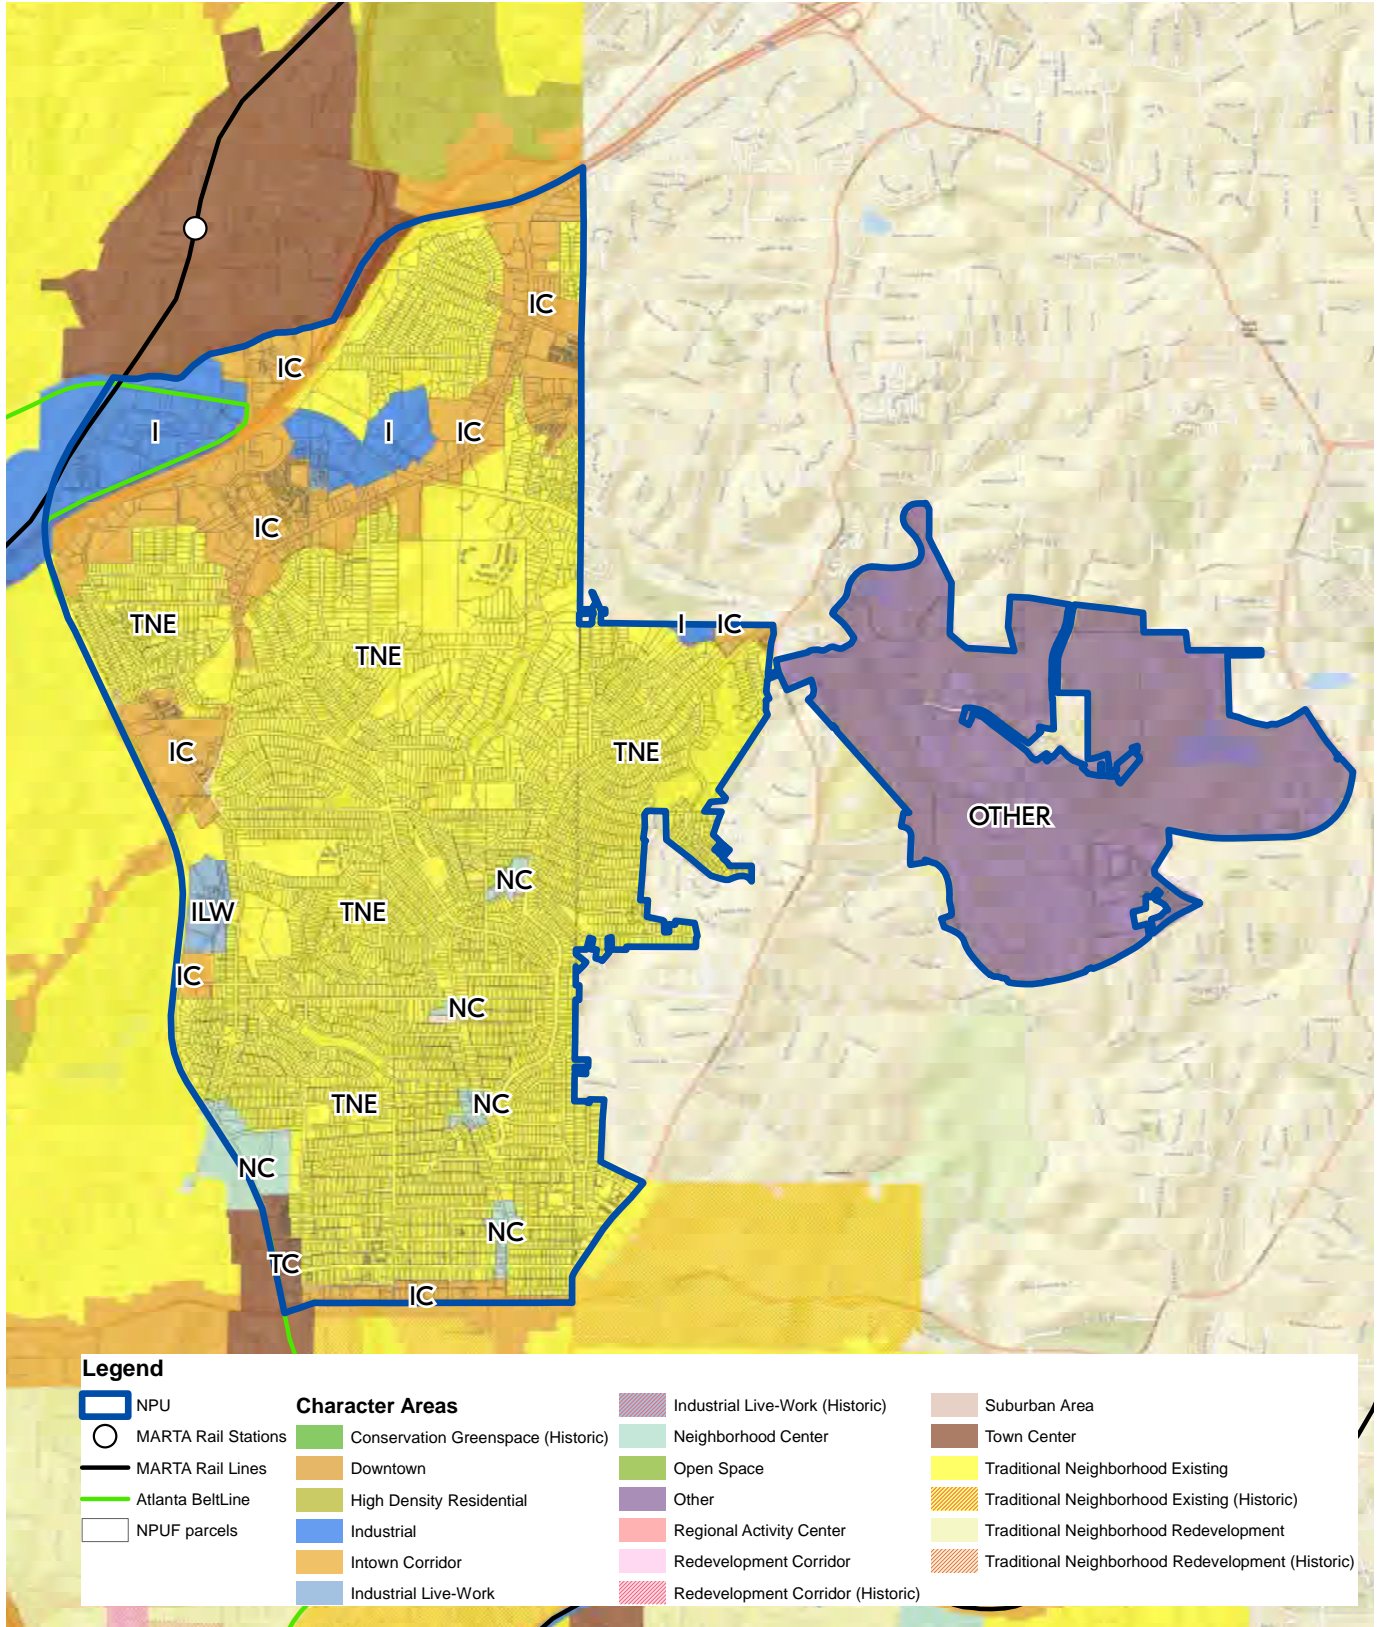 IC
IC
I
I
IC
IC
TNE
I
IC
TNE
IC
TNE
OTHER
NC
ILW
TNE
IC
NC
TNE
NC
NC
NC
TC
IC
Legend
NPU
MARTA Rail Stations
MARTA Rail Lines
Atlanta BeltLine
NPUF parcels
Character Areas
Conservation Greenspace (Historic)
Downtown
High Density Residential
Industrial
Intown Corridor
Industrial Live-Work
Industrial Live-Work (Historic)
Neighborhood Center
Open Space
Other
Regional Activity Center
Redevelopment Corridor
Redevelopment Corridor (Historic)
Suburban Area
Town Center
Traditional Neighborhood Existing
Traditional Neighborhood Existing (Historic)
Traditional Neighborhood Redevelopment
Traditional Neighborhood Redevelopment (Historic)